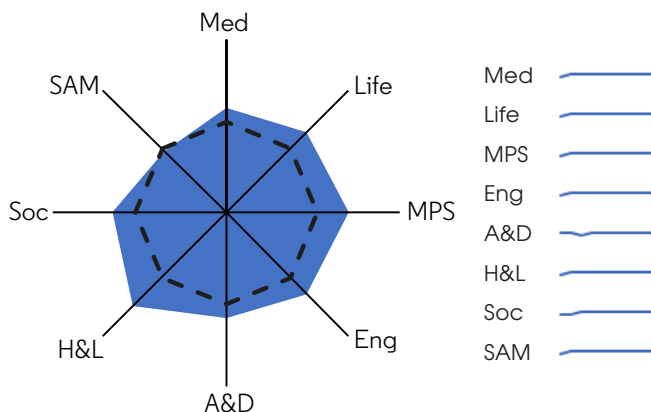 Med
SAM
Life
Soc
MPS
H&L
Eng
A&D
Med
Life
MPS
Eng
A&D
H&L
Soc
SAM